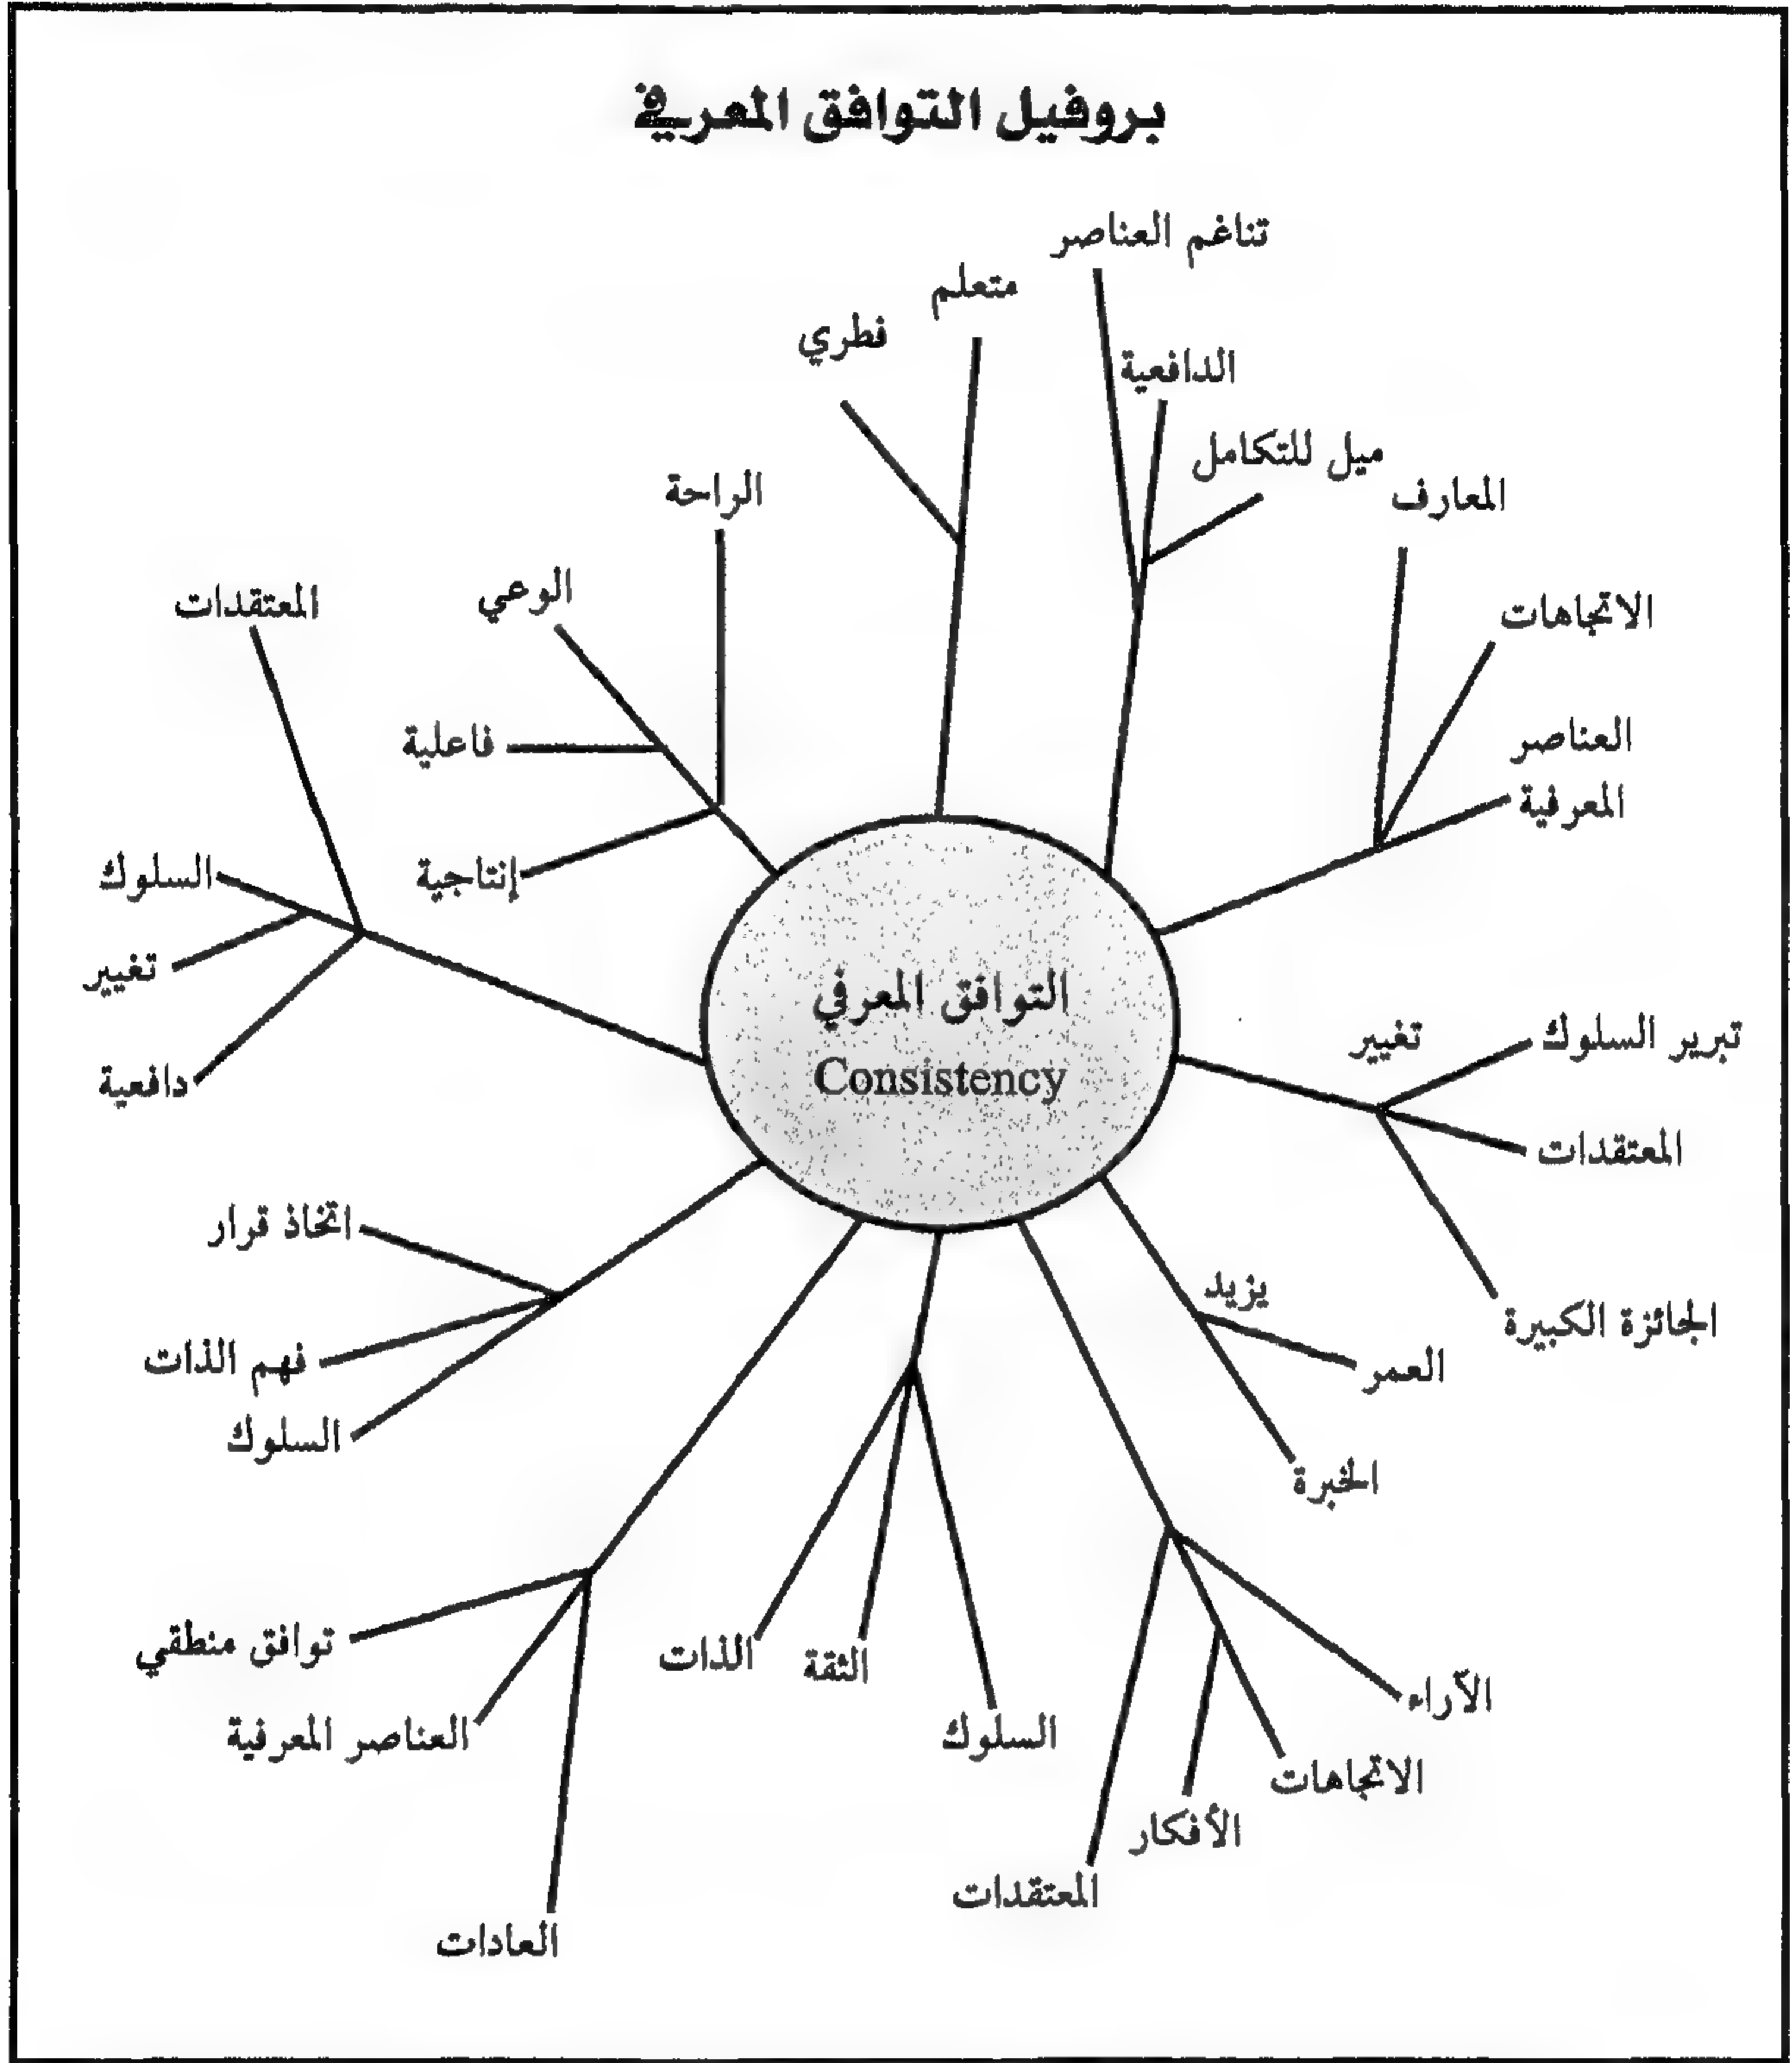 بروفيل التوافق المعرفي
تناغم العناصر
متعلم
فطري
الدافعية
ميل للتكامل
المعارف
الراحة
الوعي
المعتقدات
الاتجاهات
العناصر
المعرفية
فاعلية
إنتاجية
السلوك
تغيير
دافعية
التوافق المعرفي
Consistency
تغيير
تبرير السلوك
المعتقدات
الجائزة الكبيرة
يزيد
العمر
الخبرة
اتخاذ قرار
فهم الذات
السلوك
توافق منطقي
العناصر المعرفية
العادات
الذات
الثقة
السلوك
الآراء
الاتجاهات
الأفكار
المعتقدات